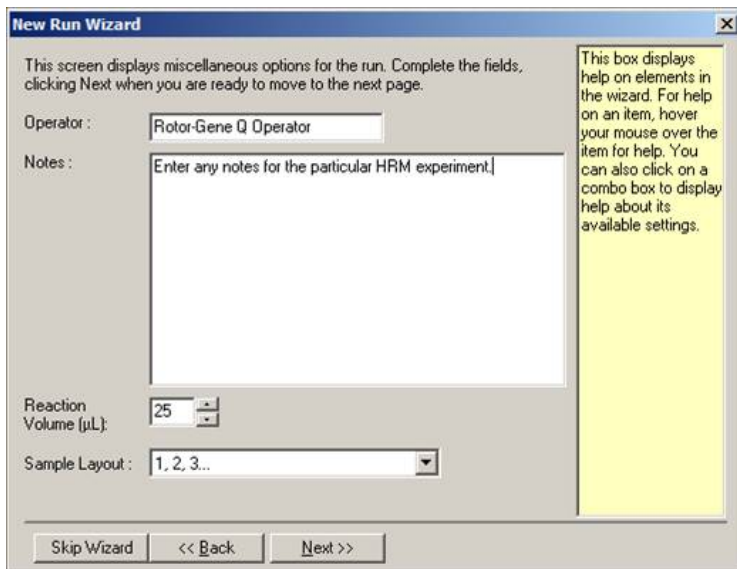 New Run Wizard
This screen displays miscellaneous options for the run. Complete the fields,
clicking Next when you are ready to move to the next page.
Operator :
Rotor-Gene Q Operator
Notes :
Enter any notes for the particular HRM experiment.
Reaction
Volume (µL):
25
Sample Layout :
1, 2, 3...
Skip Wizard
<< Back
Next >>
This box displays
help on elements in
the wizard. For help
on an item, hover
your mouse over the
item for help. You
can also click on a
combo box to display
help about its
available settings.